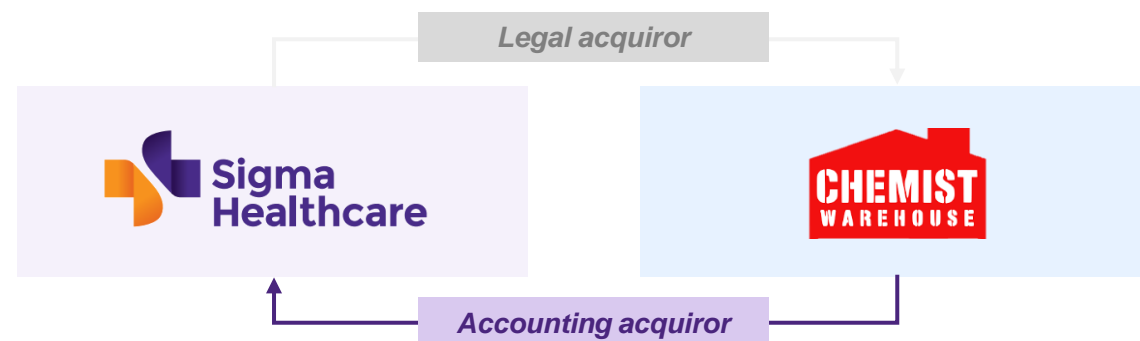 Legal acquiror
Sigma
Healthcare
CHEMIST
WAREHOUSE
Accounting acquiror